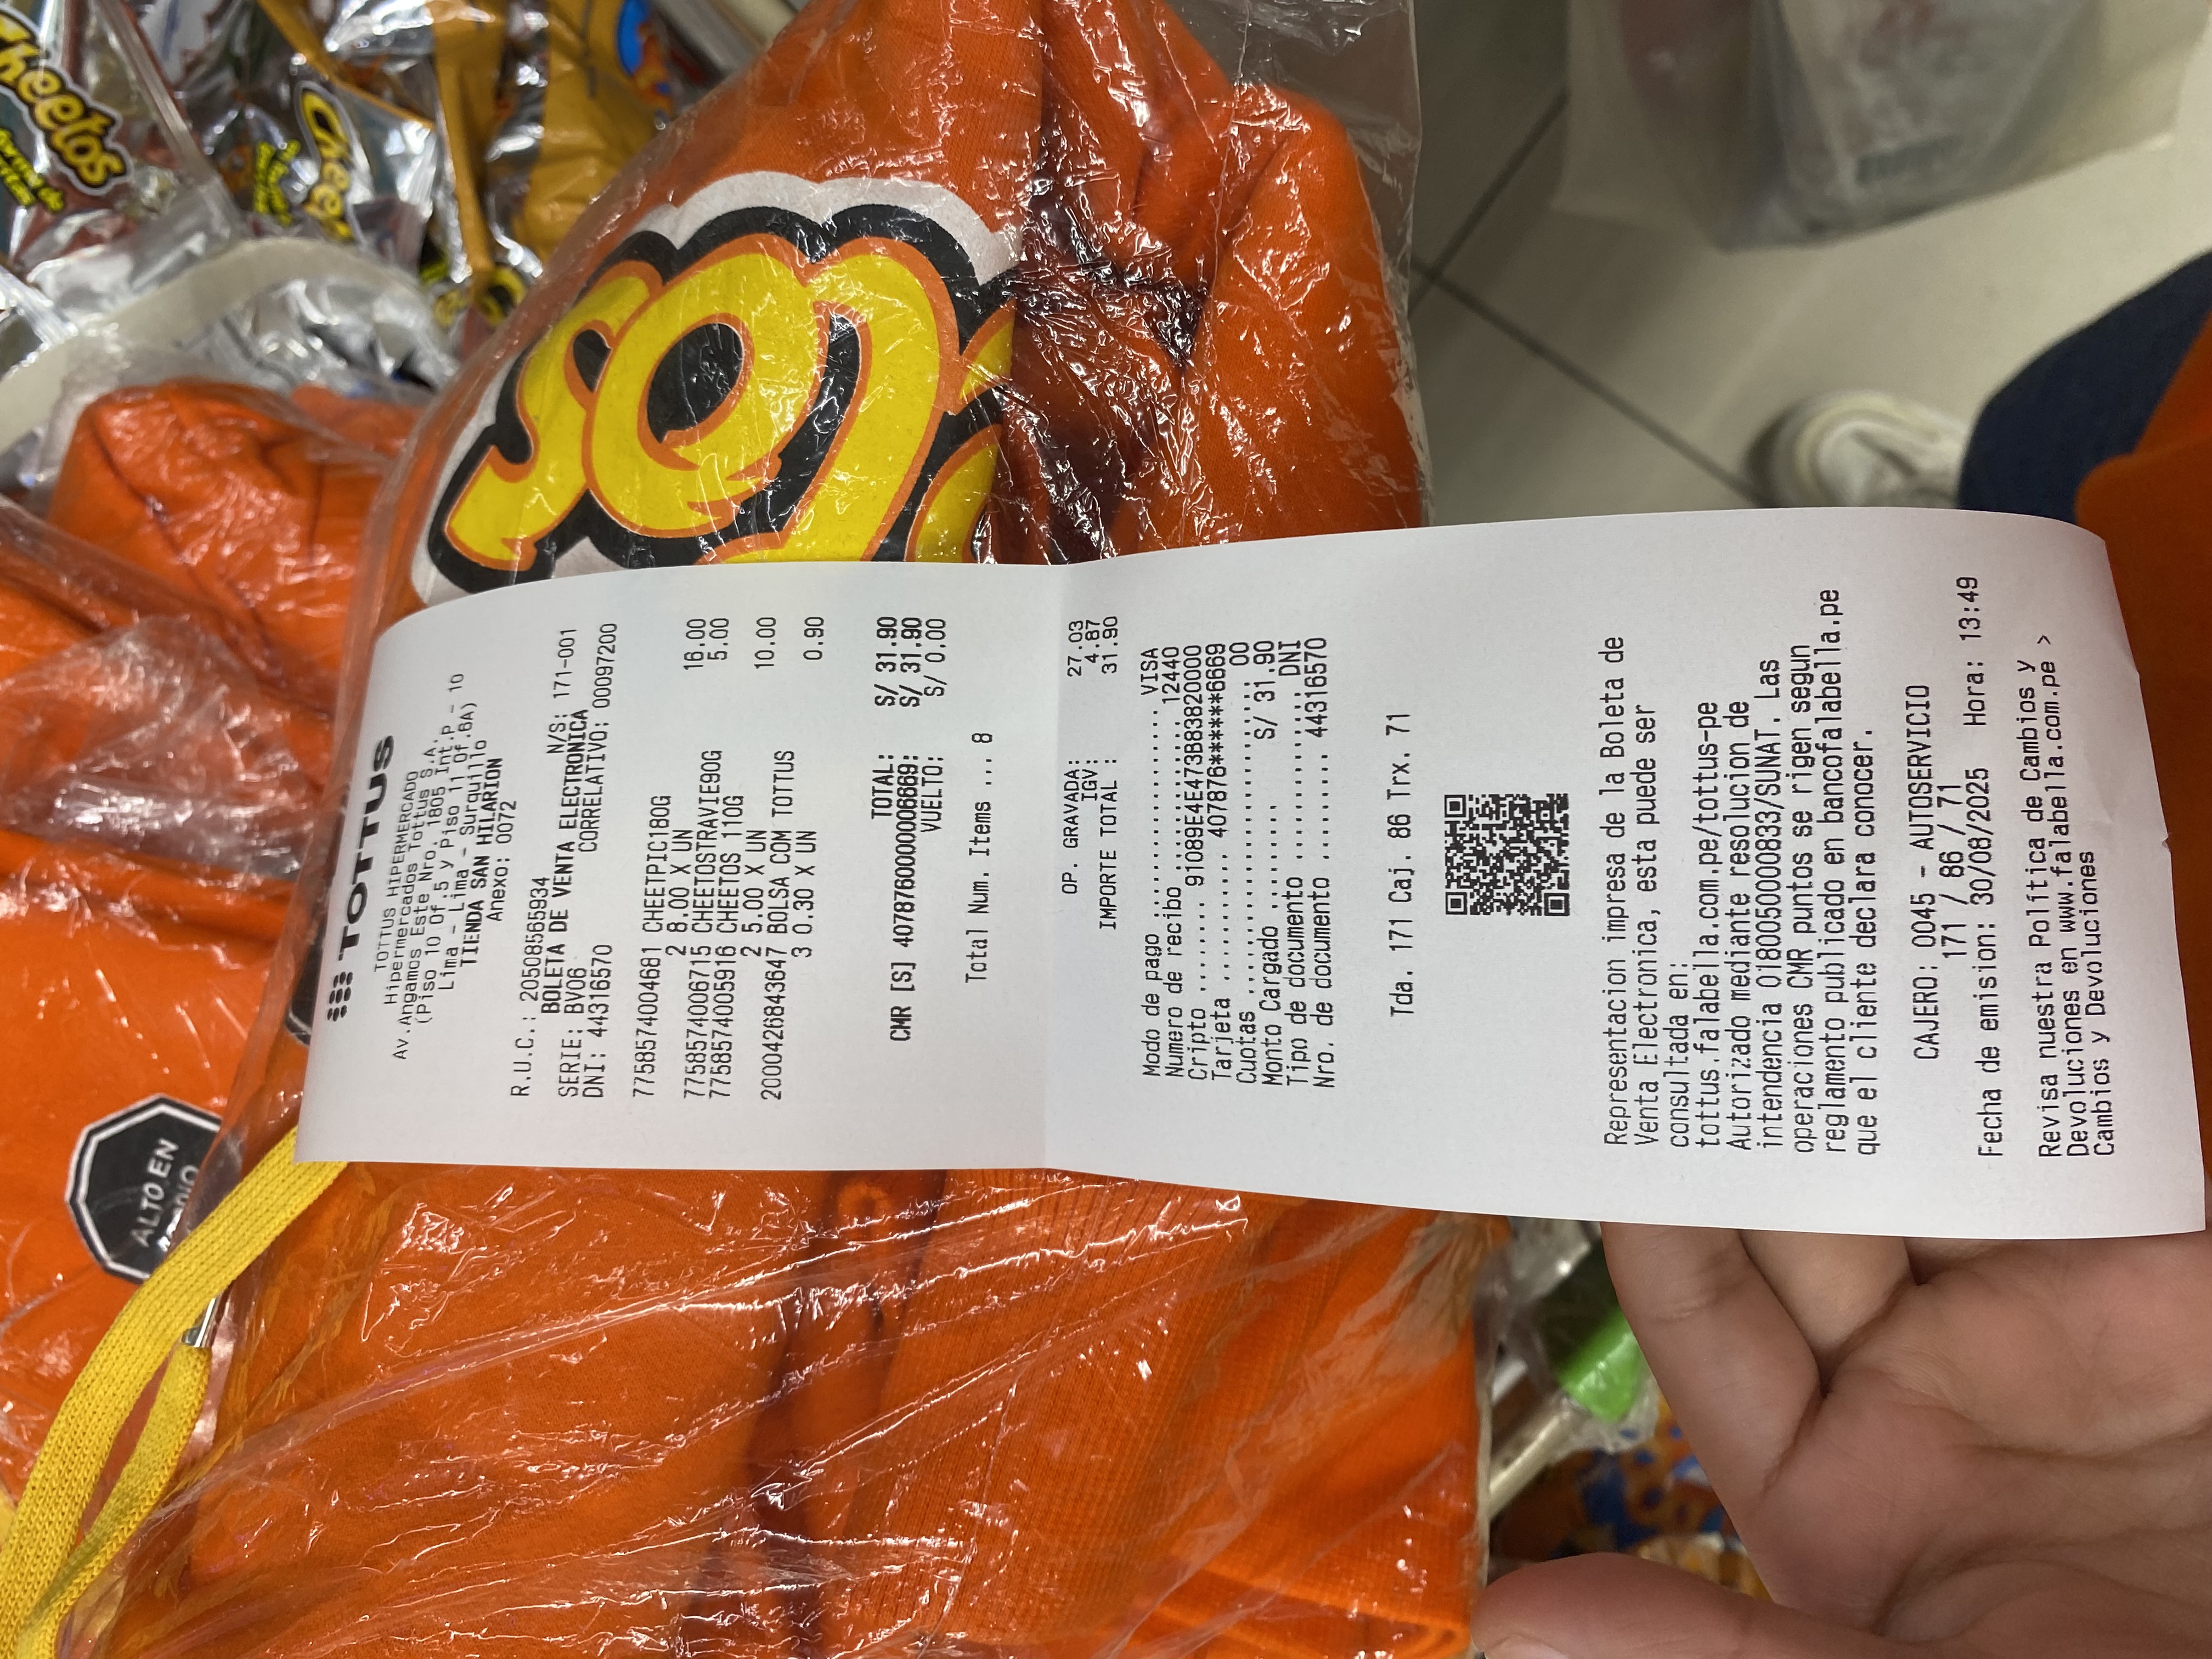 ALTO EN
Cheetos
Cheetos
TOTTUS
TOTTUS HIPERMERCADO
Hipermercados Tottus S.A.
Av.Angamos Este Nro. 1805 Int.P - 10
(Piso 10 Of.5 y Piso 11 Of.6A)
Lima - Lima - Surquillo
TIENDA SAN HILARION
Anexo: 0072
R.U.C.: 20508565934 N/S: 171-001
BOLETA DE VENTA ELECTRONICA
SERIE: BV06 CORRELATIVO: 00097200
DNI: 44316570
7758574004681 CHEETPIC180G
2 8.00 X UN 16.00
7758574006715 CHEETOSTRAVIE90G 5.00
7758574005916 CHEETOS 110G
2 5.00 X UN 10.00
2000426843647 BOLSA COM TOTTUS
3 0.30 X UN 0.90
TOTAL: S/ 31.90
CMR [S] 4078760000006669: S/ 31.90
VUELTO: S/ 0.00
Total Num. Items ... 8
OP. GRAVADA: 27.03
IGV: 4.87
IMPORTE TOTAL : 31.90
Modo de pago .................. VISA
Numero de recibo .............. 12440
Cripto ........ 91089E4E473B83820000
Tarjeta ........... 407876******6669
Cuotas .......................... 00
Monto Cargado ......... S/ 31.90
Tipo de documento .............. DNI
Nro. de documento ......... 44316570
Tda. 171 Caj. 86 Trx. 71
Representacion impresa de la Boleta de
Venta Electronica, esta puede ser
consultada en:
tottus.falabella.com.pe/tottus-pe
Autorizado mediante resolucion de
intendencia 0180050000833/SUNAT. Las
operaciones CMR puntos se rigen segun
reglamento publicado en bancofalabella.pe
que el cliente declara conocer.
CAJERO: 0045 - AUTOSERVICIO
171 / 86 / 71
Fecha de emision: 30/08/2025 Hora: 13:49
Revisa nuestra Política de Cambios y
Devoluciones en www.falabella.com.pe >
Cambios y Devoluciones